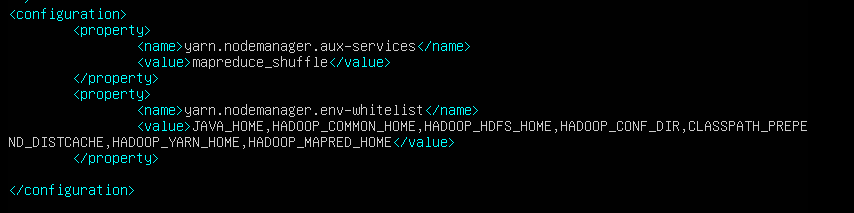 <configuration>
<property>
<name>yarn.nodemanager.aux-services</name>
<value>mapreduce_shuffle</value>
</property>
<property>
<name>yarn.nodemanager.env-whitelist</name>
<value>JAVA_HOME,HADOOP_COMMON_HOME,HADOOP_HDFS_HOME,HADOOP_CONF_DIR,CLASSPATH_PREPE
ND_DISTCACHE,HADOOP_YARN_HOME,HADOOP_MAPRED_HOME</value>
</property>
</configuration>